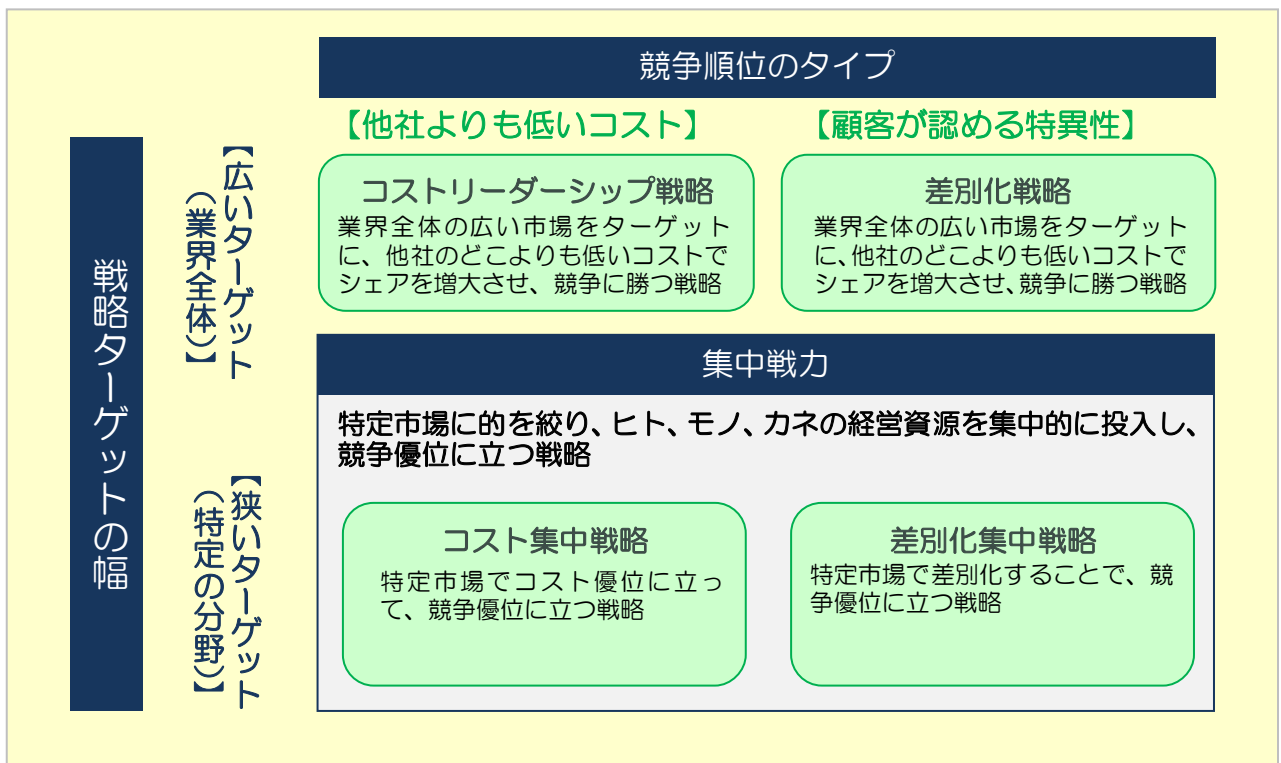 競争順位のタイプ
【他社よりも低いコスト】
【顧客が認める特異性】
戦略ターゲットの幅
【広いターゲット
（業界全体）】
コストリーダーシップ戦略
業界全体の広い市場をターゲット
に、他社のどこよりも低いコストで
シェアを増大させ、競争に勝つ戦略
差別化戦略
業界全体の広い市場をターゲット
に、他社のどこよりも低いコストで
シェアを増大させ、競争に勝つ戦略
【狭いターゲット
（特定の分野）】
集中戦力
特定市場に的を絞り、ヒト、モノ、カネの経営資源を集中的に投入し、
競争優位に立つ戦略
コスト集中戦略
特定市場でコスト優位に立っ
て、競争優位に立つ戦略
差別化集中戦略
特定市場で差別化することで、競
争優位に立つ戦略